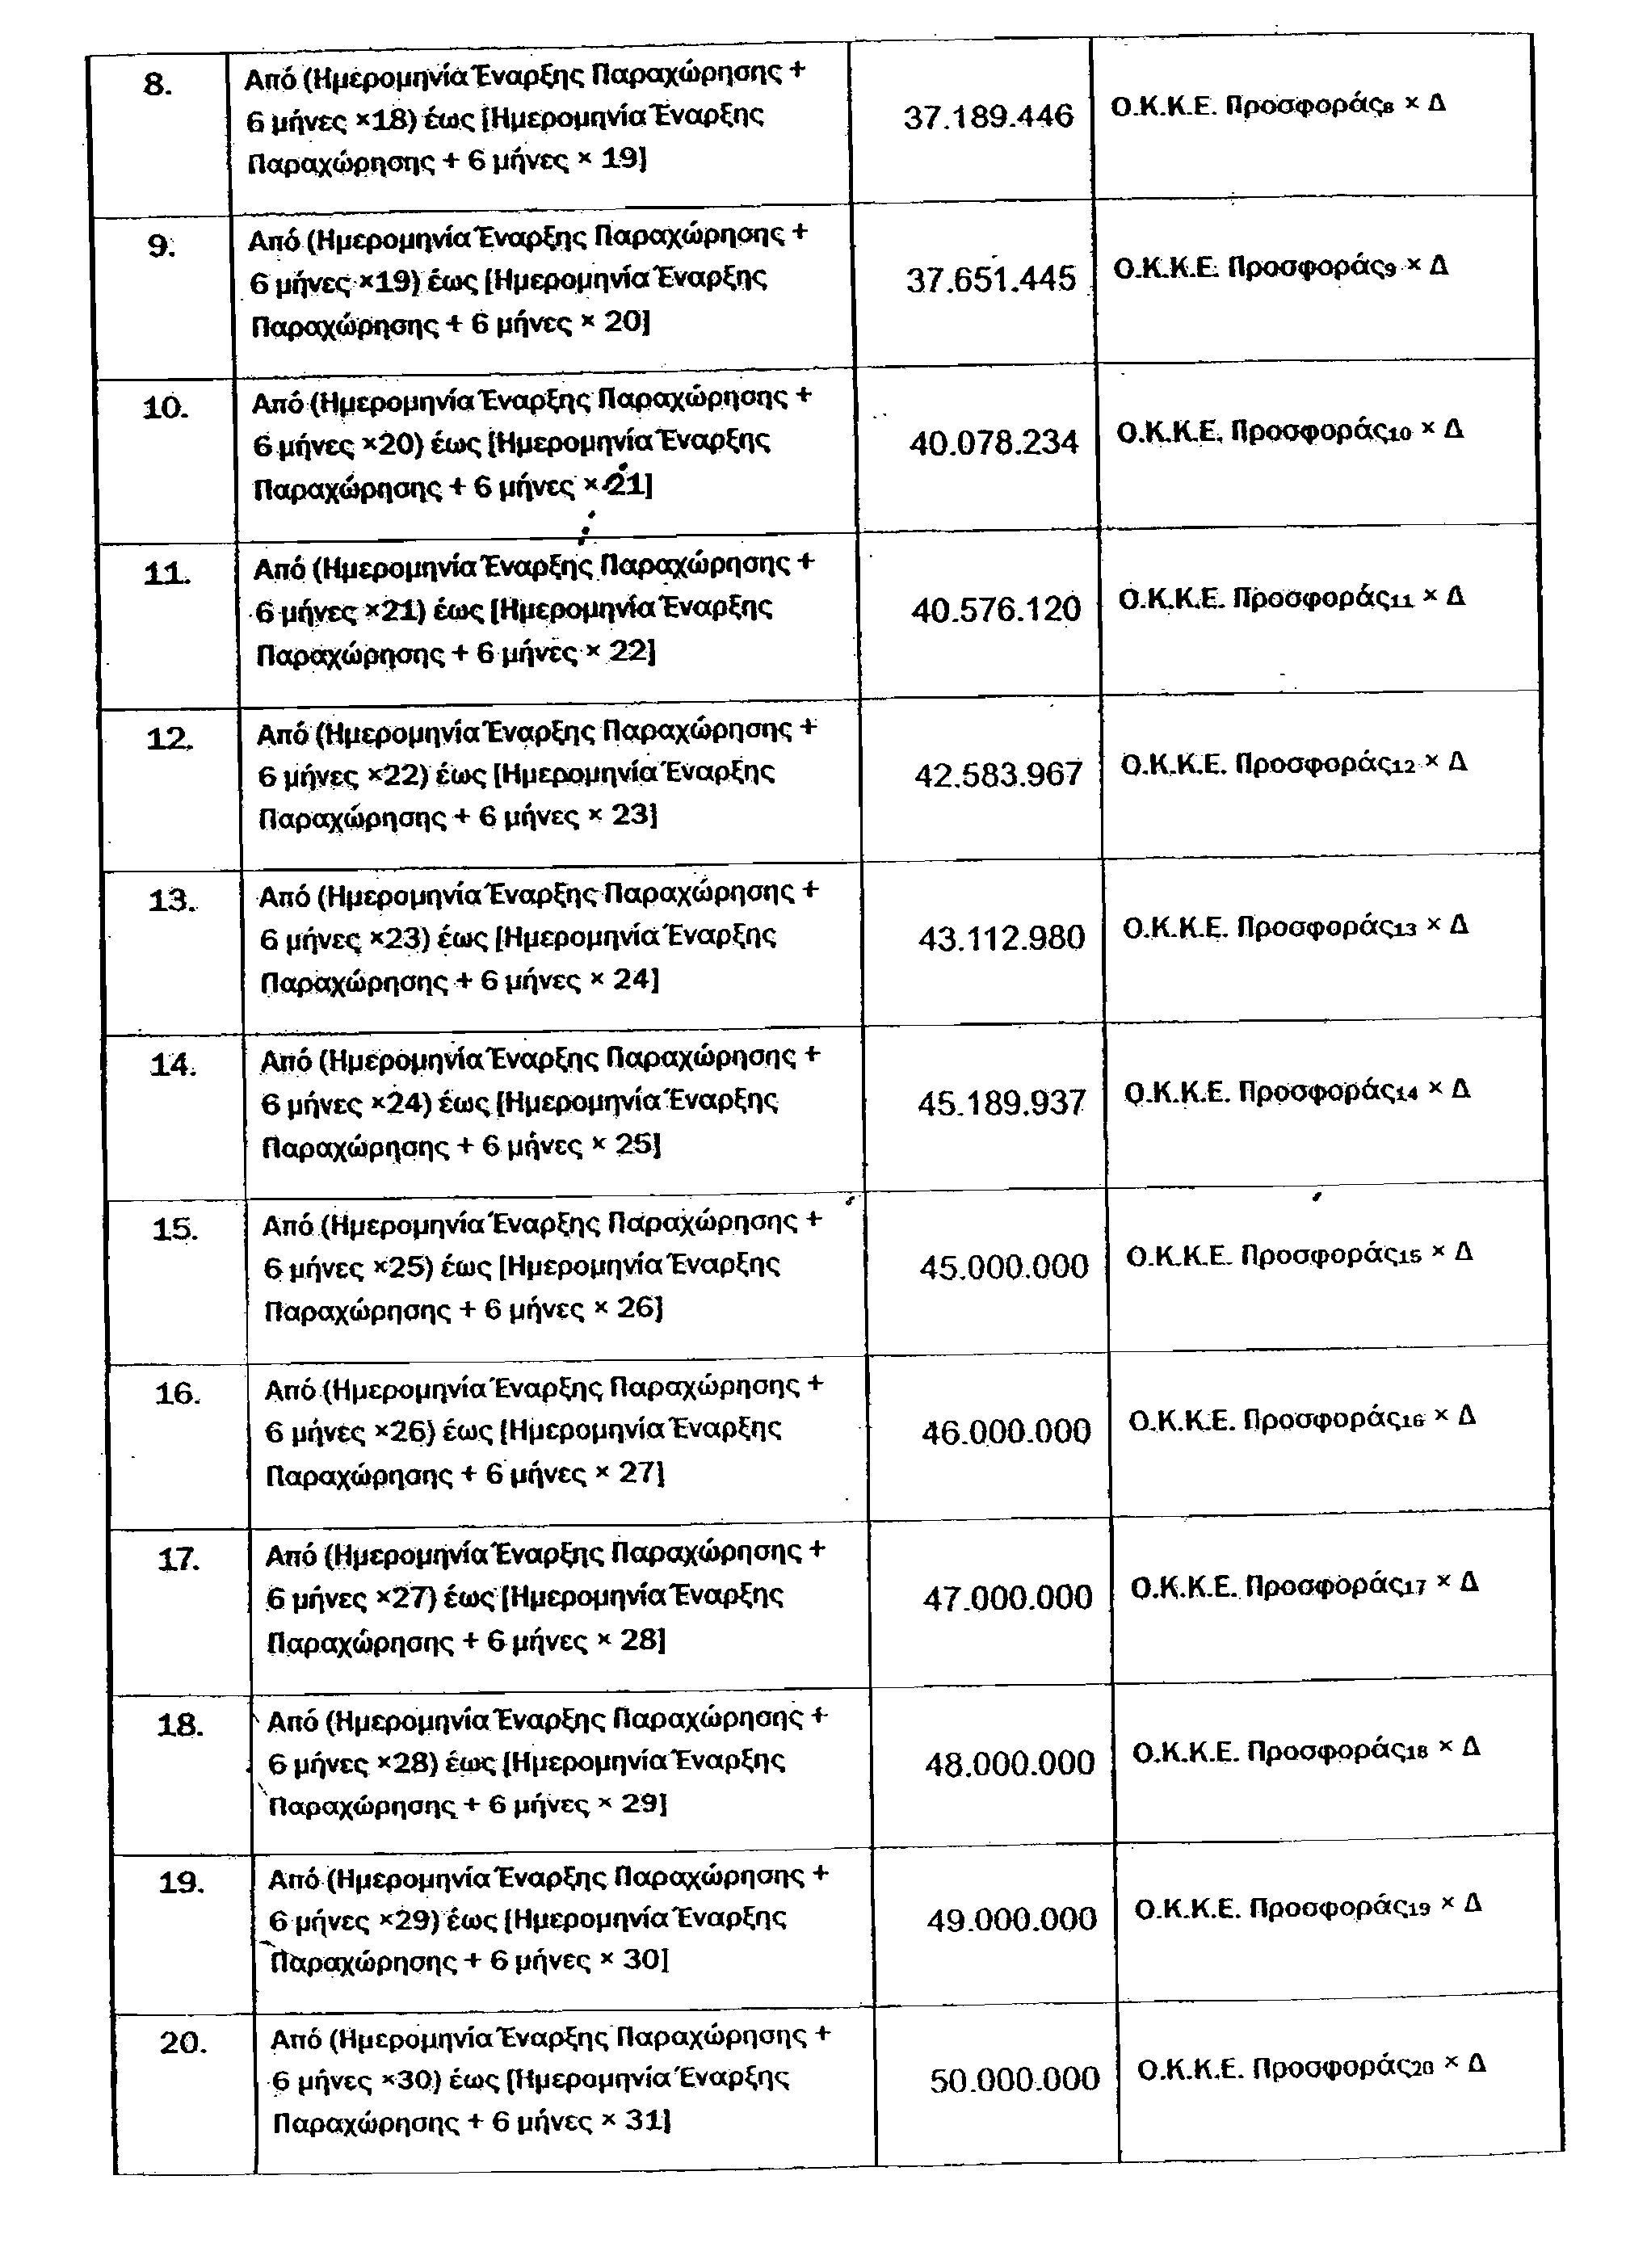 8.
Από (Ημερομηνία Έναρξης Παραχώρησης +
6 μήνες ×18) έως [Ημερομηνία Έναρξης
Παραχώρησης + 6 μήνες × 19]
37.189.446
Ο.Κ.Κ.Ε. Προσφοράς₈ × Δ
9.
Από (Ημερομηνία Έναρξης Παραχώρησης +
6 μήνες ×19) έως [Ημερομηνία Έναρξης
Παραχώρησης + 6 μήνες × 20]
37.651.445
Ο.Κ.Κ.Ε. Προσφοράς₉ × Δ
10.
Από (Ημερομηνία Έναρξης Παραχώρησης +
6 μήνες ×20) έως [Ημερομηνία Έναρξης
Παραχώρησης + 6 μήνες × 21]
40.078.234
Ο.Κ.Κ.Ε. Προσφοράς₁₀ × Δ
11.
Από (Ημερομηνία Έναρξης Παραχώρησης +
6 μήνες ×21) έως [Ημερομηνία Έναρξης
Παραχώρησης + 6 μήνες × 22]
40.576.120
Ο.Κ.Κ.Ε. Προσφοράς₁₁ × Δ
12.
Από (Ημερομηνία Έναρξης Παραχώρησης +
6 μήνες ×22) έως [Ημερομηνία Έναρξης
Παραχώρησης + 6 μήνες × 23]
42.583.967
Ο.Κ.Κ.Ε. Προσφοράς₁₂ × Δ
13.
Από (Ημερομηνία Έναρξης Παραχώρησης +
6 μήνες ×23) έως [Ημερομηνία Έναρξης
Παραχώρησης + 6 μήνες × 24]
43.112.980
Ο.Κ.Κ.Ε. Προσφοράς₁₃ × Δ
14.
Από (Ημερομηνία Έναρξης Παραχώρησης +
6 μήνες ×24) έως [Ημερομηνία Έναρξης
Παραχώρησης + 6 μήνες × 25]
45.189.937
Ο.Κ.Κ.Ε. Προσφοράς₁₄ × Δ
15.
Από (Ημερομηνία Έναρξης Παραχώρησης +
6 μήνες ×25) έως [Ημερομηνία Έναρξης
Παραχώρησης + 6 μήνες × 26]
45.000.000
Ο.Κ.Κ.Ε. Προσφοράς₁₅ × Δ
16.
Από (Ημερομηνία Έναρξης Παραχώρησης +
6 μήνες ×26) έως [Ημερομηνία Έναρξης
Παραχώρησης + 6 μήνες × 27]
46.000.000
Ο.Κ.Κ.Ε. Προσφοράς₁₆ × Δ
17.
Από (Ημερομηνία Έναρξης Παραχώρησης +
6 μήνες ×27) έως [Ημερομηνία Έναρξης
Παραχώρησης + 6 μήνες × 28]
47.000.000
Ο.Κ.Κ.Ε. Προσφοράς₁₇ × Δ
18.
Από (Ημερομηνία Έναρξης Παραχώρησης +
6 μήνες ×28) έως [Ημερομηνία Έναρξης
Παραχώρησης + 6 μήνες × 29]
48.000.000
Ο.Κ.Κ.Ε. Προσφοράς₁₈ × Δ
19.
Από (Ημερομηνία Έναρξης Παραχώρησης +
6 μήνες ×29) έως [Ημερομηνία Έναρξης
Παραχώρησης + 6 μήνες × 30]
49.000.000
Ο.Κ.Κ.Ε. Προσφοράς₁₉ × Δ
20.
Από (Ημερομηνία Έναρξης Παραχώρησης +
6 μήνες ×30) έως [Ημερομηνία Έναρξης
Παραχώρησης + 6 μήνες × 31]
50.000.000
Ο.Κ.Κ.Ε. Προσφοράς₂₀ × Δ